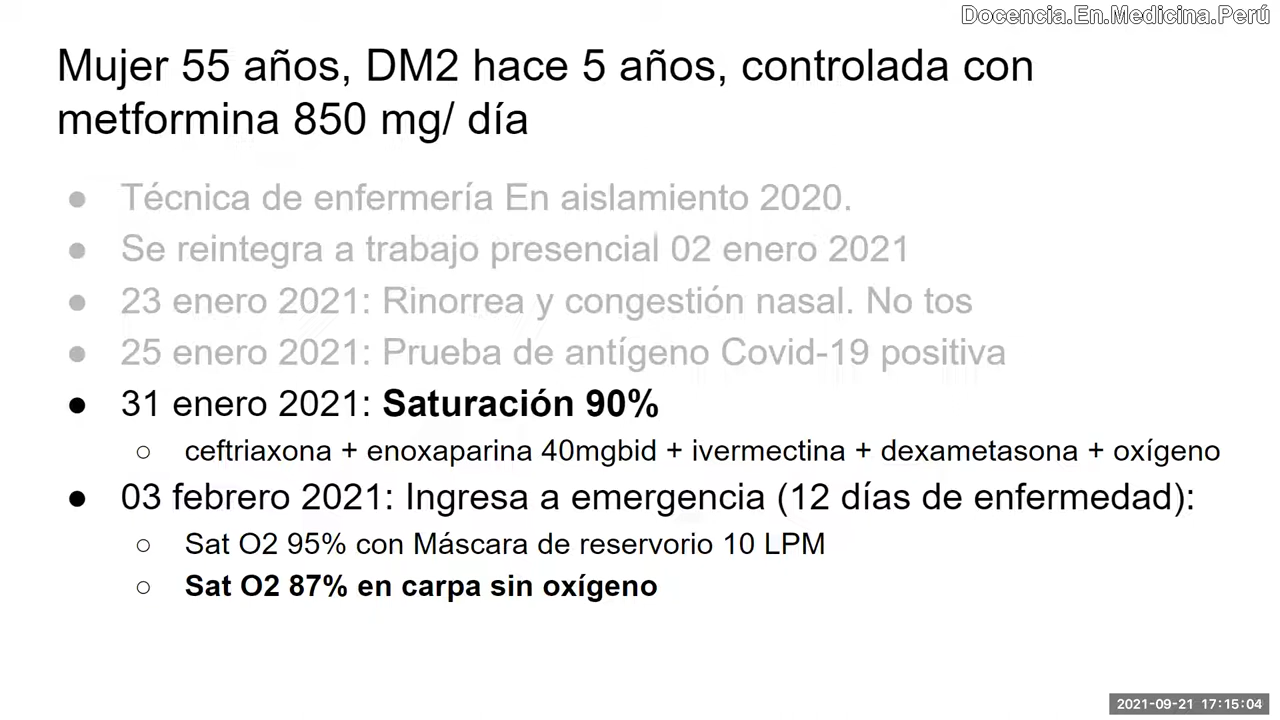 Docencia.En.Medicina.Perú
Mujer 55 años, DM2 hace 5 años, controlada con
metformina 850 mg/ día
● Técnica de enfermería En aislamiento 2020.
● Se reintegra a trabajo presencial 02 enero 2021
● 23 enero 2021: Rinorrea y congestión nasal. No tos
● 25 enero 2021: Prueba de antígeno Covid-19 positiva
● 31 enero 2021: Saturación 90%
○ ceftriaxona + enoxaparina 40mgbid + ivermectina + dexametasona + oxígeno
● 03 febrero 2021: Ingresa a emergencia (12 días de enfermedad):
○ Sat O2 95% con Máscara de reservorio 10 LPM
○ Sat O2 87% en carpa sin oxígeno
2021-09-21 17:15:04